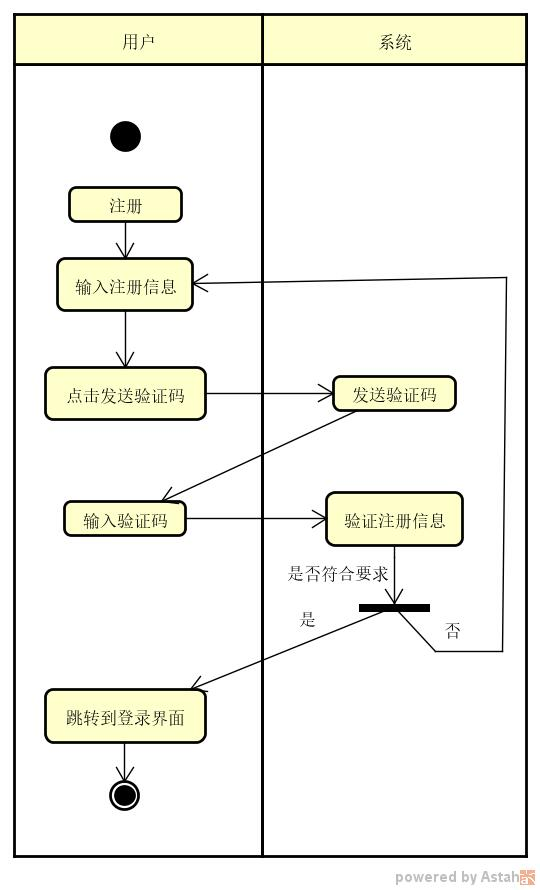 用户
系统
注册
输入注册信息
点击发送验证码
发送验证码
输入验证码
验证注册信息
是否符合要求
是
否
跳转到登录界面
powered by Astah